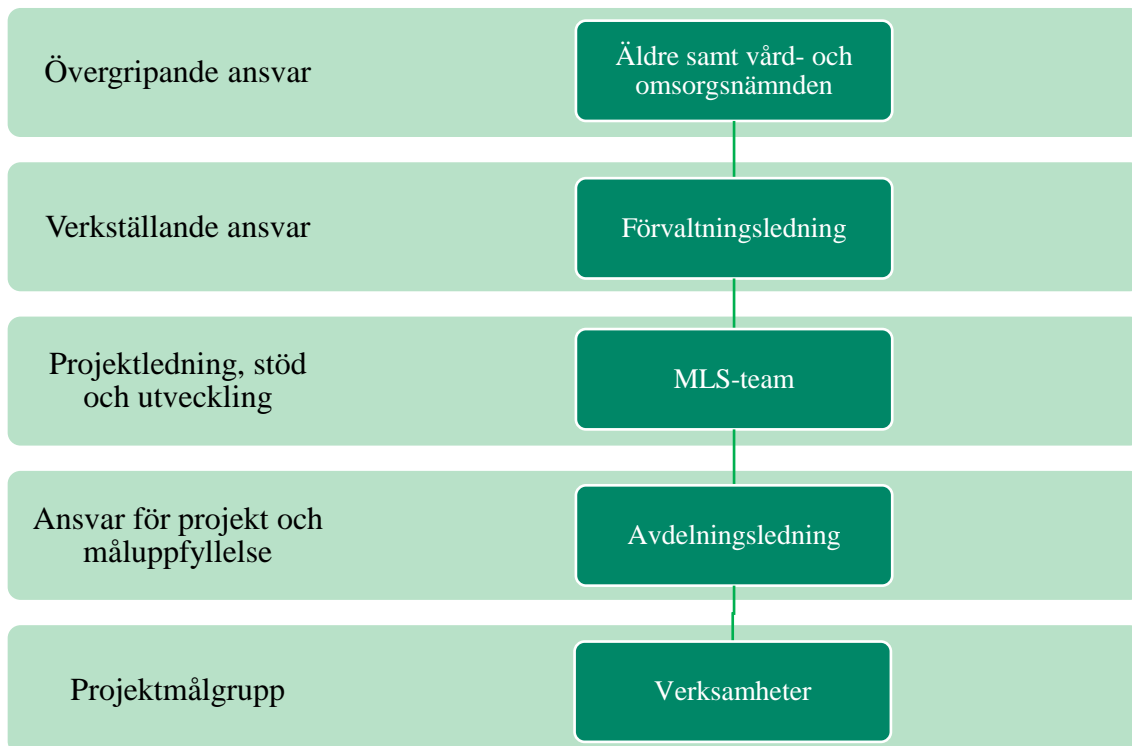 Övergripande ansvar
Äldre samt vård- och
omsorgsnämnden
Verkställande ansvar
Förvaltningsledning
Projektledning, stöd
och utveckling
MLS-team
Ansvar för projekt och
måluppfyllelse
Avdelningsledning
Projektmålgrupp
Verksamheter